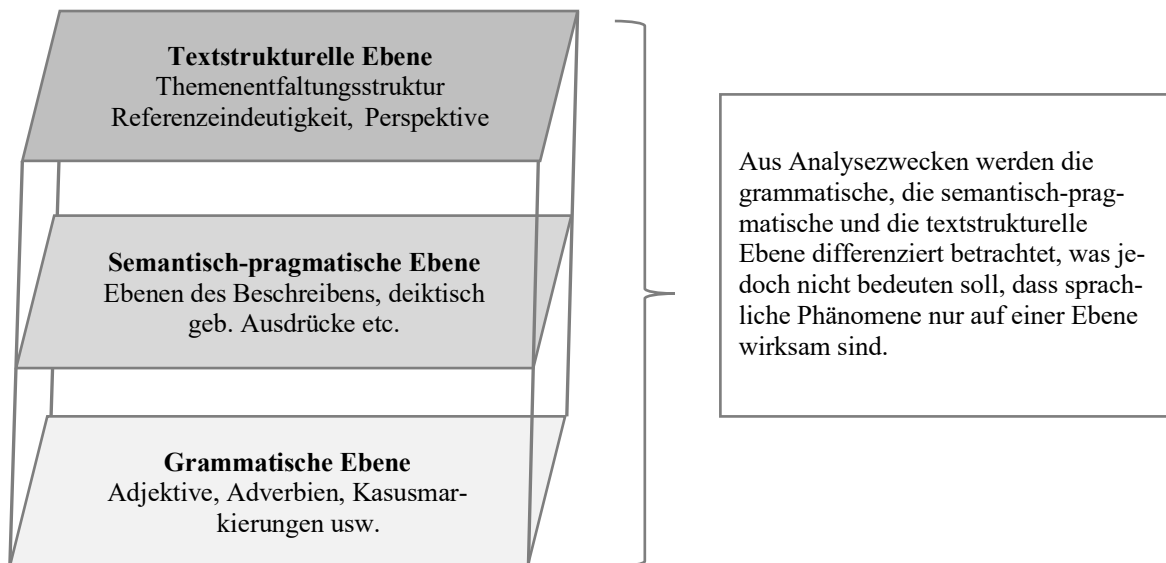 Textstrukturelle Ebene
Themenentfaltungsstruktur
Referenzeindeutigkeit, Perspektive
Semantisch-pragmatische Ebene
Ebenen des Beschreibens, deiktisch
geb. Ausdrücke etc.
Grammatische Ebene
Adjektive, Adverbien, Kasusmar-
kierungen usw.
Aus Analysezwecken werden die
grammatische, die semantisch-prag-
matische und die textstrukturelle
Ebene differenziert betrachtet, was je-
doch nicht bedeuten soll, dass sprach-
liche Phänomene nur auf einer Ebene
wirksam sind.